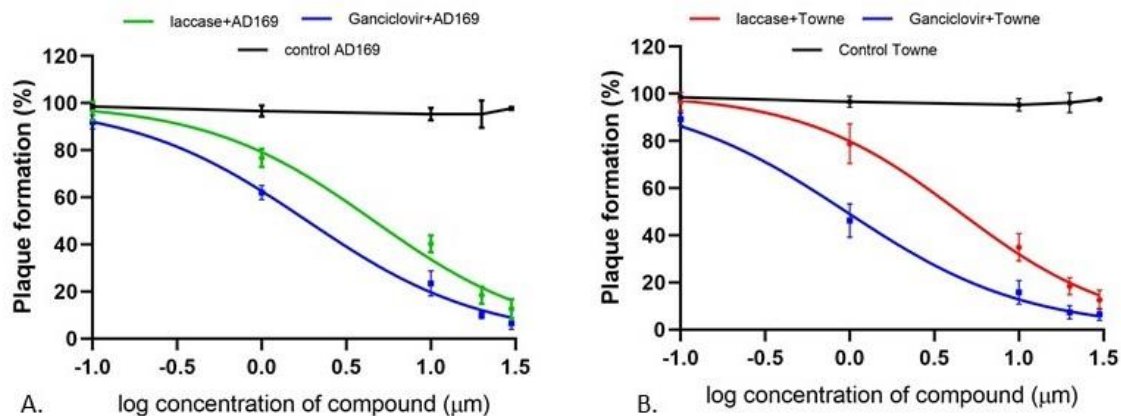 laccase+AD169 Ganciclovir+AD169
control AD169
Plaque formation (%)
120
100
80
60
40
20
0
-1.0 -0.5 0.0 0.5 1.0 1.5
log concentration of compound (μm)
A.
laccase+Towne Ganciclovir+Towne
Control Towne
Plaque formation (%)
120
100
80
60
40
20
0
-1.0 -0.5 0.0 0.5 1.0 1.5
log concentration of compound (μm)
B.